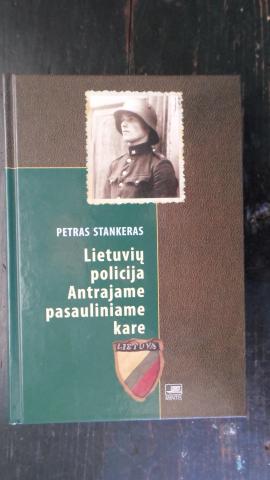 PETRAS STANKERAS
Lietuvių
policija
Antrajame
pasauliniame
kare
LIETUVA
MINTIS